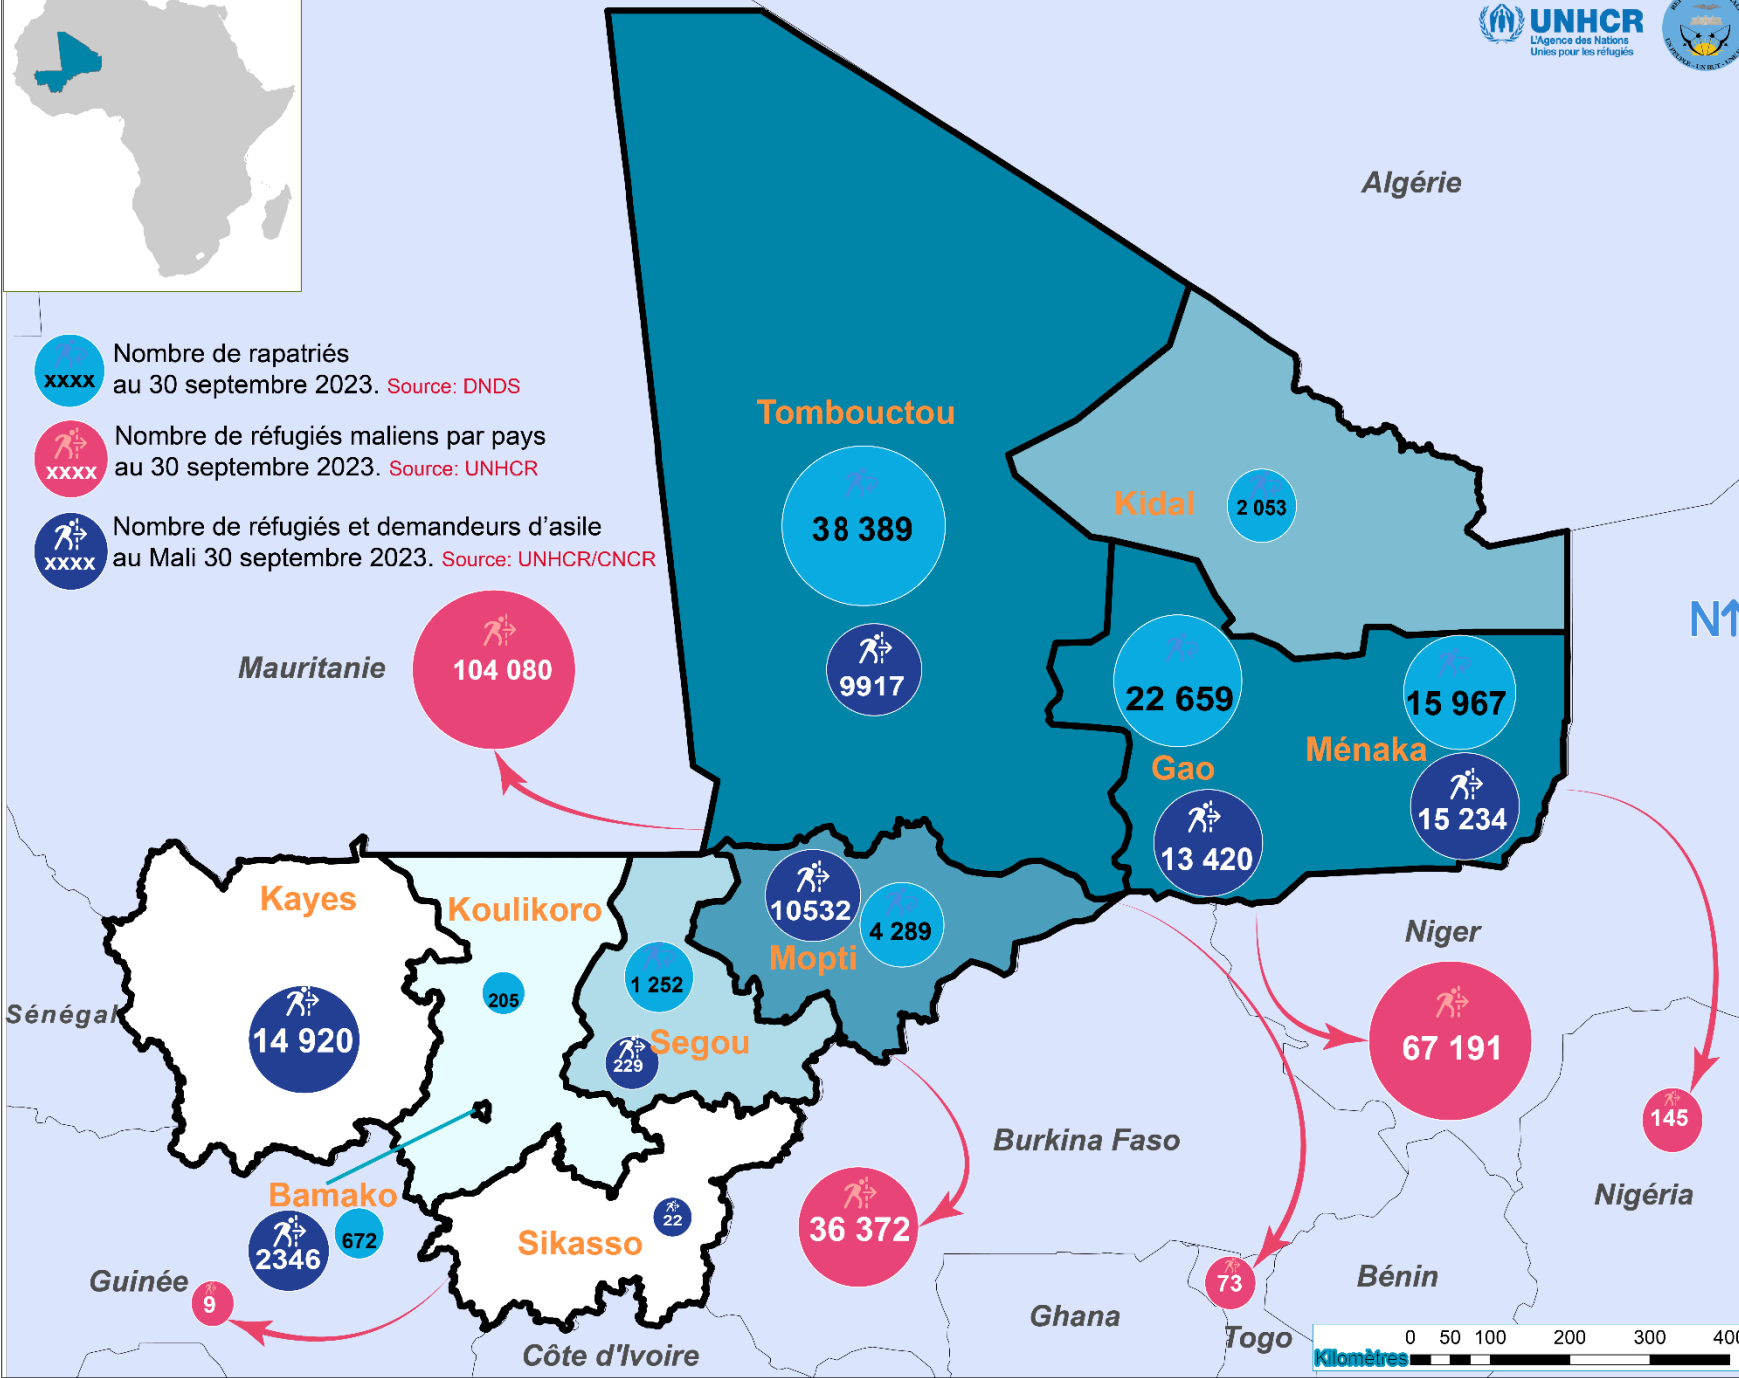 UNHCR
L'Agence des Nations
Unies pour les réfugiés
Algérie
Nombre de rapatriés
xxxx
au 30 septembre 2023. Source: DNDS
Nombre de réfugiés maliens par pays
xxxx
au 30 septembre 2023. Source: UNHCR
Nombre de réfugiés et demandeurs d'asile
xxxx
au Mali 30 septembre 2023. Source: UNHCR/CNCR
Tombouctou
38 389
9917
Kidal
2 053
N
Mauritanie
104 080
22 659
Gao
13 420
15 967
Ménaka
15 234
Kayes
14 920
Koulikoro
205
1 252
Segou
229
10532
4 289
Mopti
Niger
67 191
Sénégal
145
Nigéria
Burkina Faso
36 372
Bamako
2346
672
Sikasso
22
Guinée
9
73
Bénin
Ghana
Togo
Côte d'Ivoire
0 50 100 200 300 400
Kilomètres